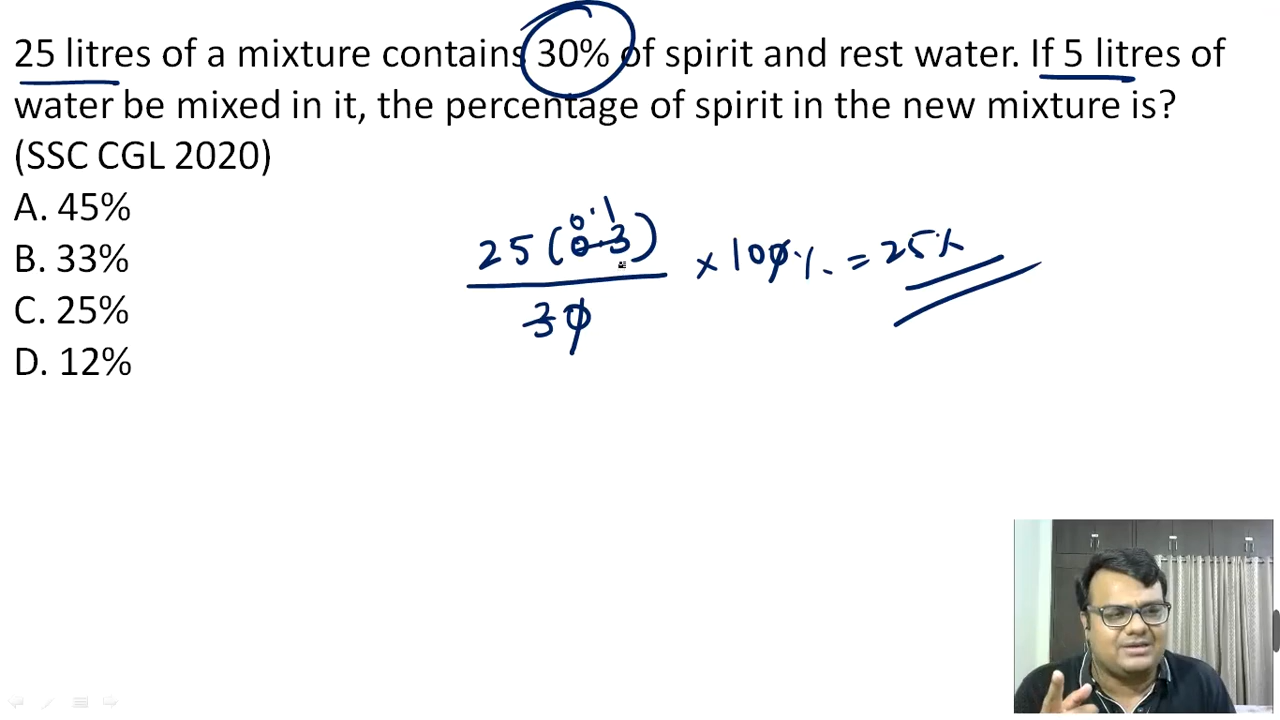 25 litres of a mixture contains 30% of spirit and rest water. If 5 litres of
water be mixed in it, the percentage of spirit in the new mixture is?
(SSC CGL 2020)
A. 45%
B. 33%
C. 25%
D. 12%
0.1
25 (0.3)
30
× 100% = 25%